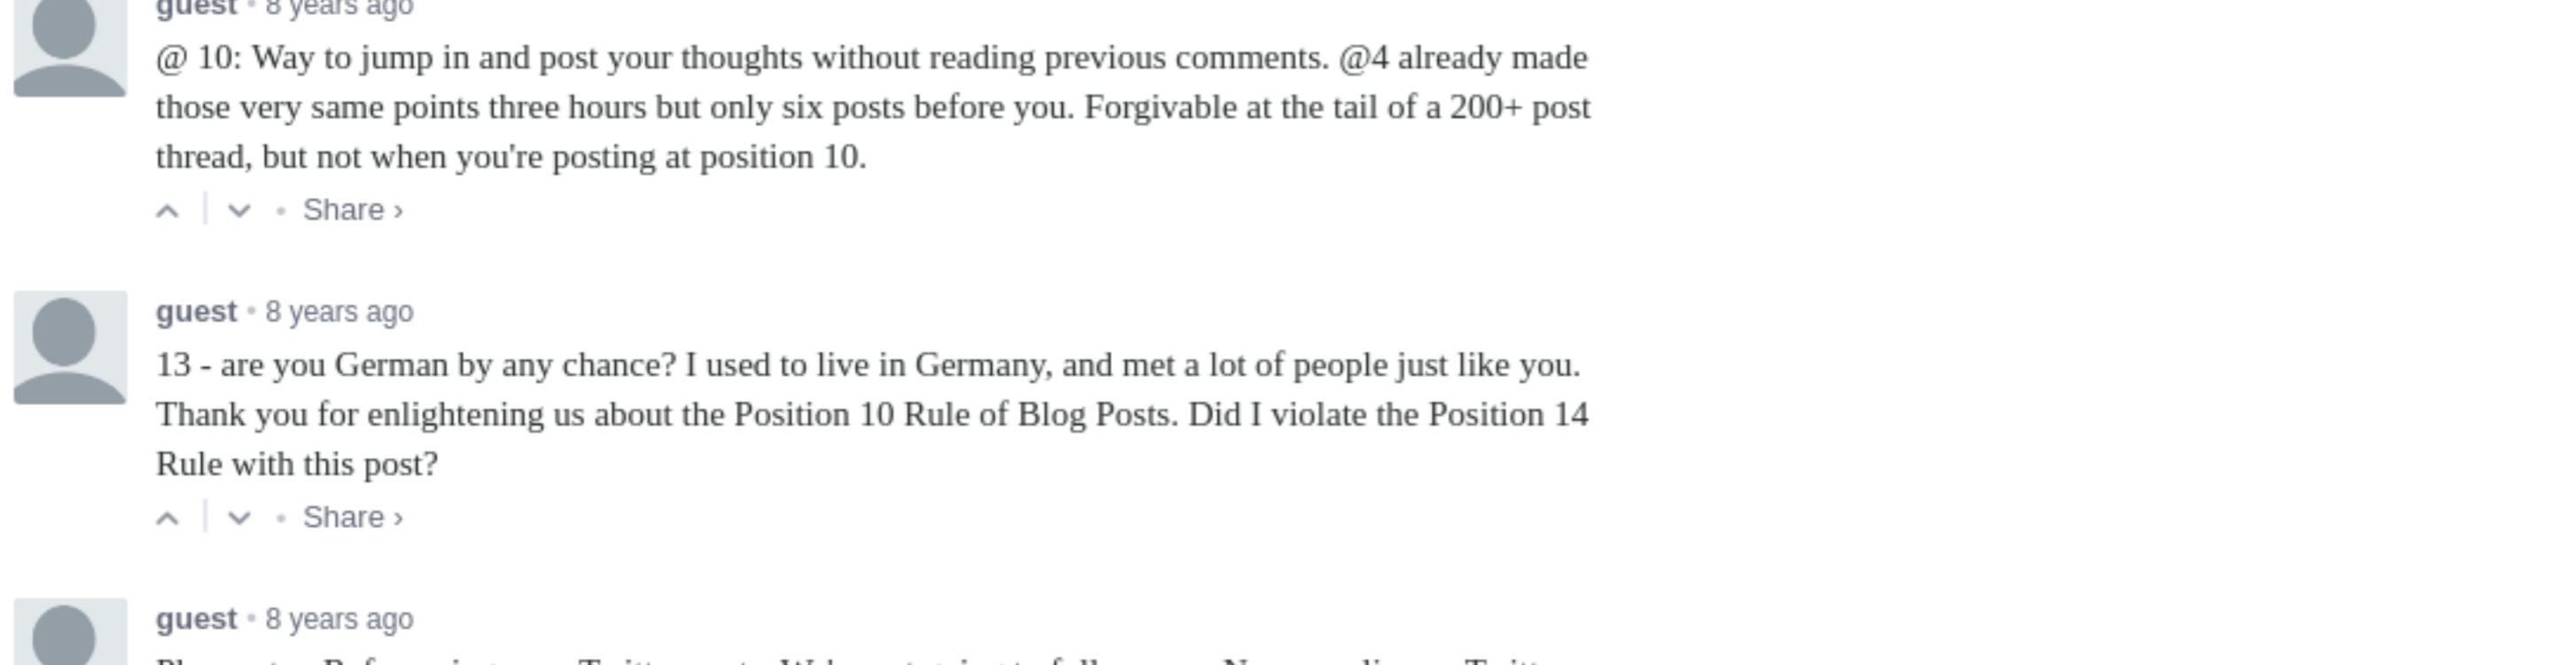 guest • 8 years ago
@ 10: Way to jump in and post your thoughts without reading previous comments. @4 already made
those very same points three hours but only six posts before you. Forgivable at the tail of a 200+ post
thread, but not when you're posting at position 10.
Share ›
guest • 8 years ago
13 - are you German by any chance? I used to live in Germany, and met a lot of people just like you.
Thank you for enlightening us about the Position 10 Rule of Blog Posts. Did I violate the Position 14
Rule with this post?
Share ›
guest • 8 years ago